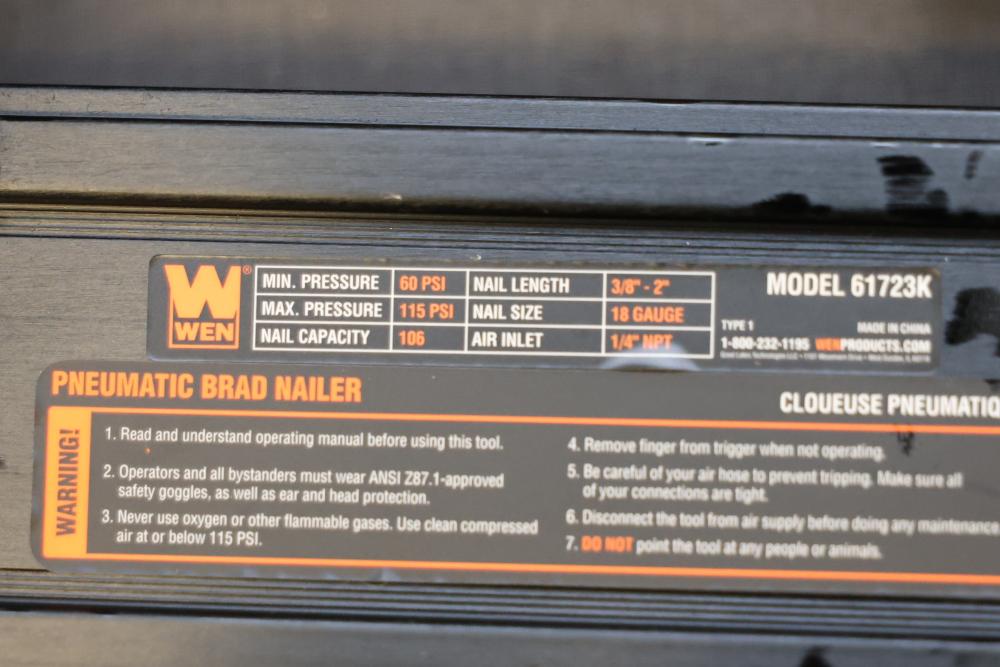 W®
WEN
MIN. PRESSURE 60 PSI NAIL LENGTH 3/8" - 2"
MAX. PRESSURE 115 PSI NAIL SIZE 18 GAUGE
NAIL CAPACITY 106 AIR INLET 1/4" NPT
MODEL 61723K
TYPE 1 MADE IN CHINA
1-800-232-1195 WENPRODUCTS.COM
PNEUMATIC BRAD NAILER
CLOUEUSE PNEUMATIQ
WARNING!
1. Read and understand operating manual before using this tool.
2. Operators and all bystanders must wear ANSI Z87.1-approved
safety goggles, as well as ear and head protection.
3. Never use oxygen or other flammable gases. Use clean compressed
air at or below 115 PSI.
4. Remove finger from trigger when not operating.
5. Be careful of your air hose to prevent tripping. Make sure all
of your connections are tight.
6. Disconnect the tool from air supply before doing any maintenance
7. DO NOT point the tool at any people or animals.